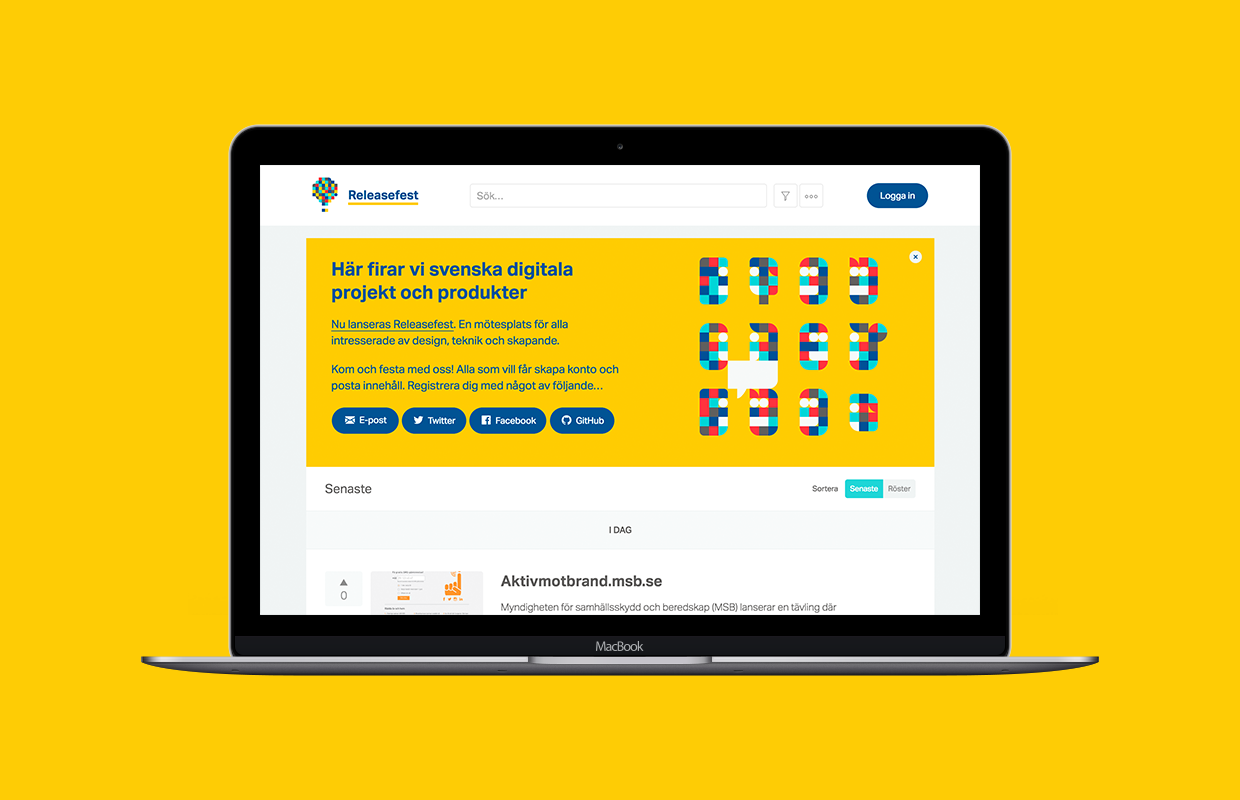 Releasefest
Sök...
Logga in
Här firar vi svenska digitala
projekt och produkter
Nu lanseras Releasefest. En mötesplats för alla
intresserade av design, teknik och skapande.
Kom och festa med oss! Alla som vill får skapa konto och
posta innehåll. Registrera dig med något av följande...
E-post
Twitter
Facebook
GitHub
Senaste
Sortera
Senaste
Röster
I DAG
0
Aktivmotbrand.msb.se
Myndigheten för samhällsskydd och beredskap (MSB) lanserar en tävling där
MacBook